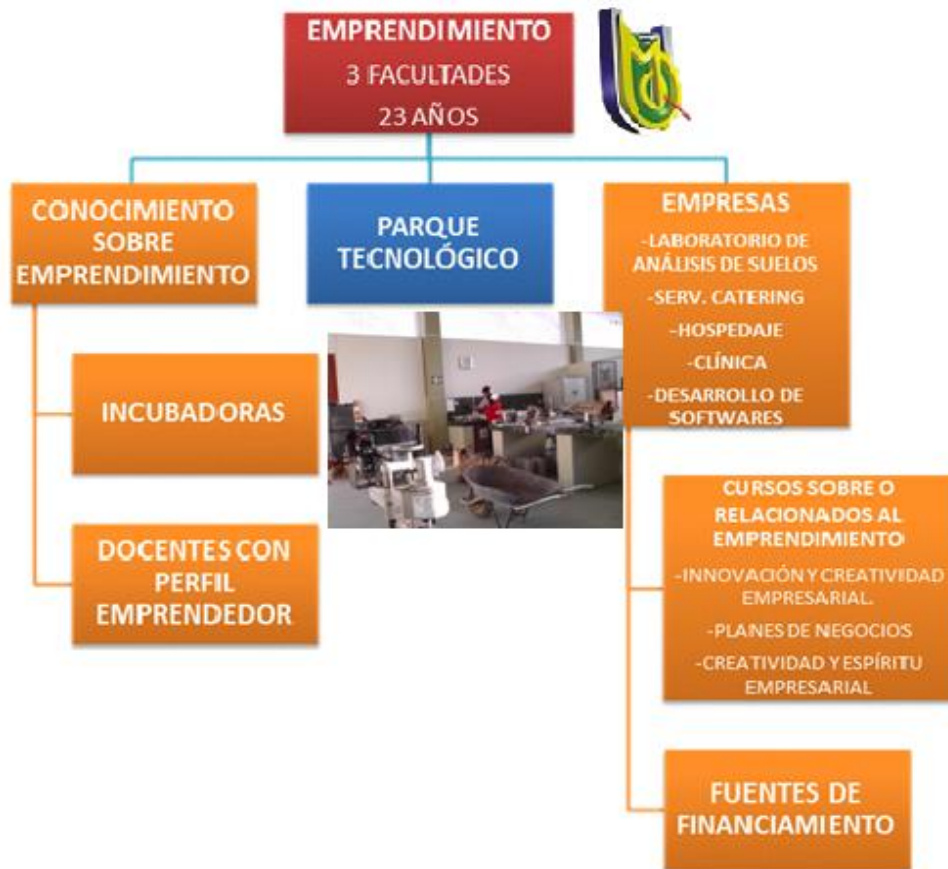 EMPRENDIMIENTO
3 FACULTADES
23 AÑOS
CONOCIMIENTO
SOBRE
EMPRENDIMIENTO
INCUBADORAS
DOCENTES CON
PERFIL
EMPRENDEDOR
PARQUE
TECNOLÓGICO
EMPRESAS
-LABORATORIO DE
ANÁLISIS DE SUELOS
-SERV. CATERING
-HOSPEDAJE
-CLÍNICA
-DESARROLLO DE
SOFTWARES
CURSOS SOBRE O
RELACIONADOS AL
EMPRENDIMIENTO
-INNOVACIÓN Y CREATIVIDAD
EMPRESARIAL.
-PLAINES DE NEGOCIOS
-CREATIVIDAD Y ESPÍRITU
EMPRESARIAL
FUENTES DE
FINANCIAMIENTO